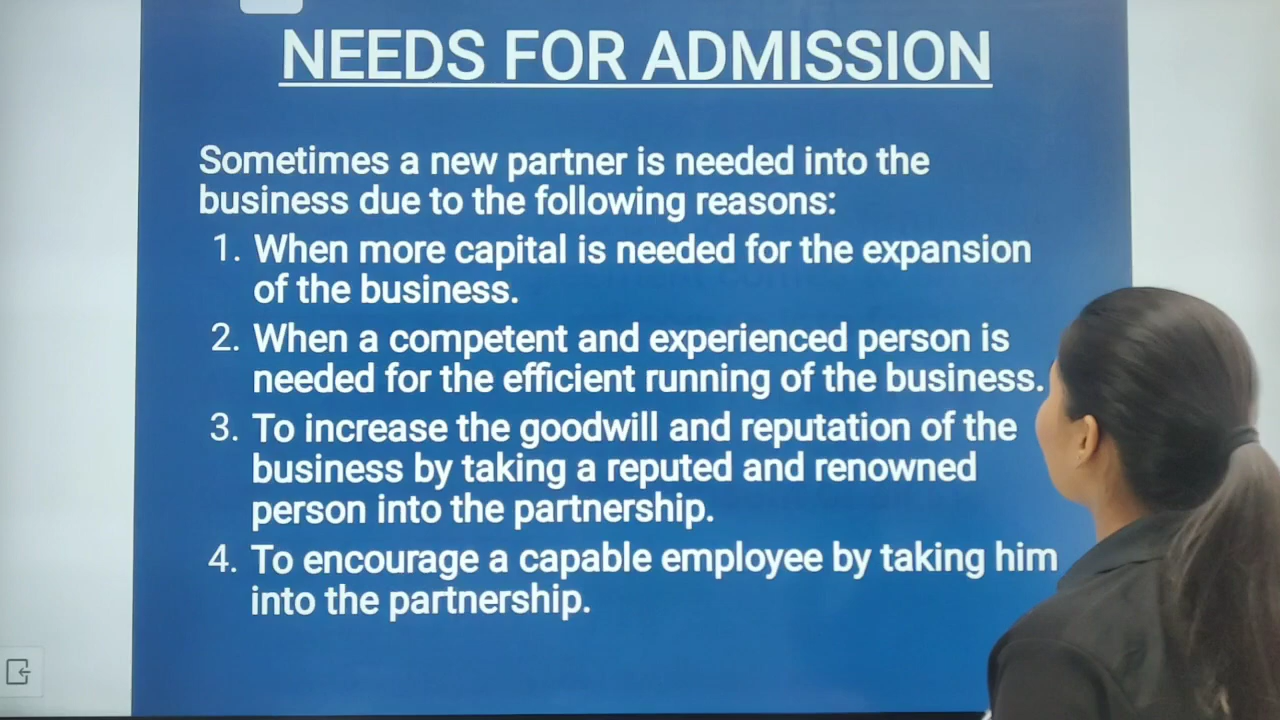 NEEDS FOR ADMISSION
Sometimes a new partner is needed into the
business due to the following reasons:
1. When more capital is needed for the expansion
of the business.
2. When a competent and experienced person is
needed for the efficient running of the business.
3. To increase the goodwill and reputation of the
business by taking a reputed and renowned
person into the partnership.
4. To encourage a capable employee by taking him
into the partnership.